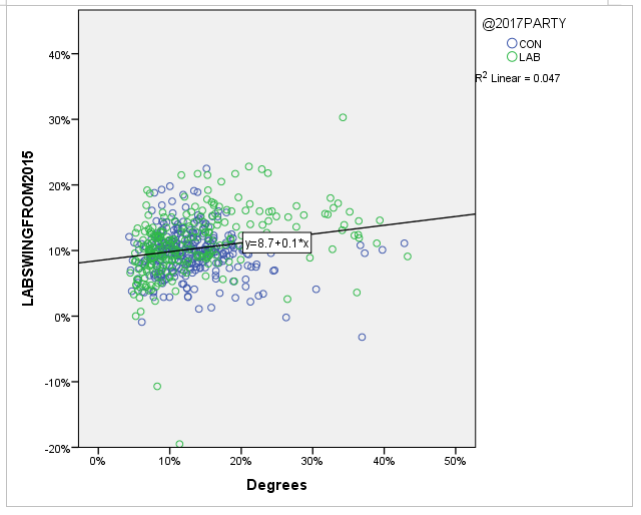 @2017PARTY
CON
LAB
R2 Linear = 0.047
40%
30%
20%
10%
0%
-10%
-20%
LABSWINGFROM2015
y=8.7+0.1*x
0%
10%
20%
30%
40%
50%
Degrees